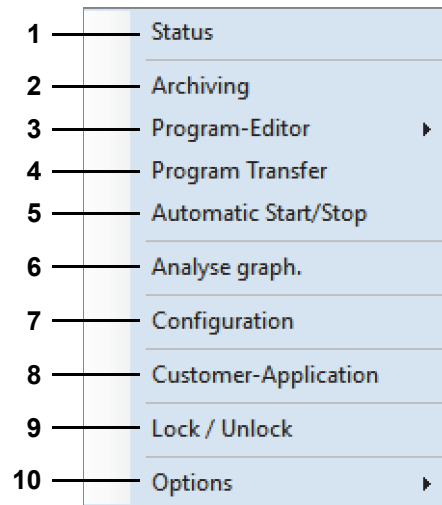 1 Status
2 Archiving
3 Program-Editor
4 Program Transfer
5 Automatic Start/Stop
6 Analyse graph.
7 Configuration
8 Customer-Application
9 Lock / Unlock
10 Options